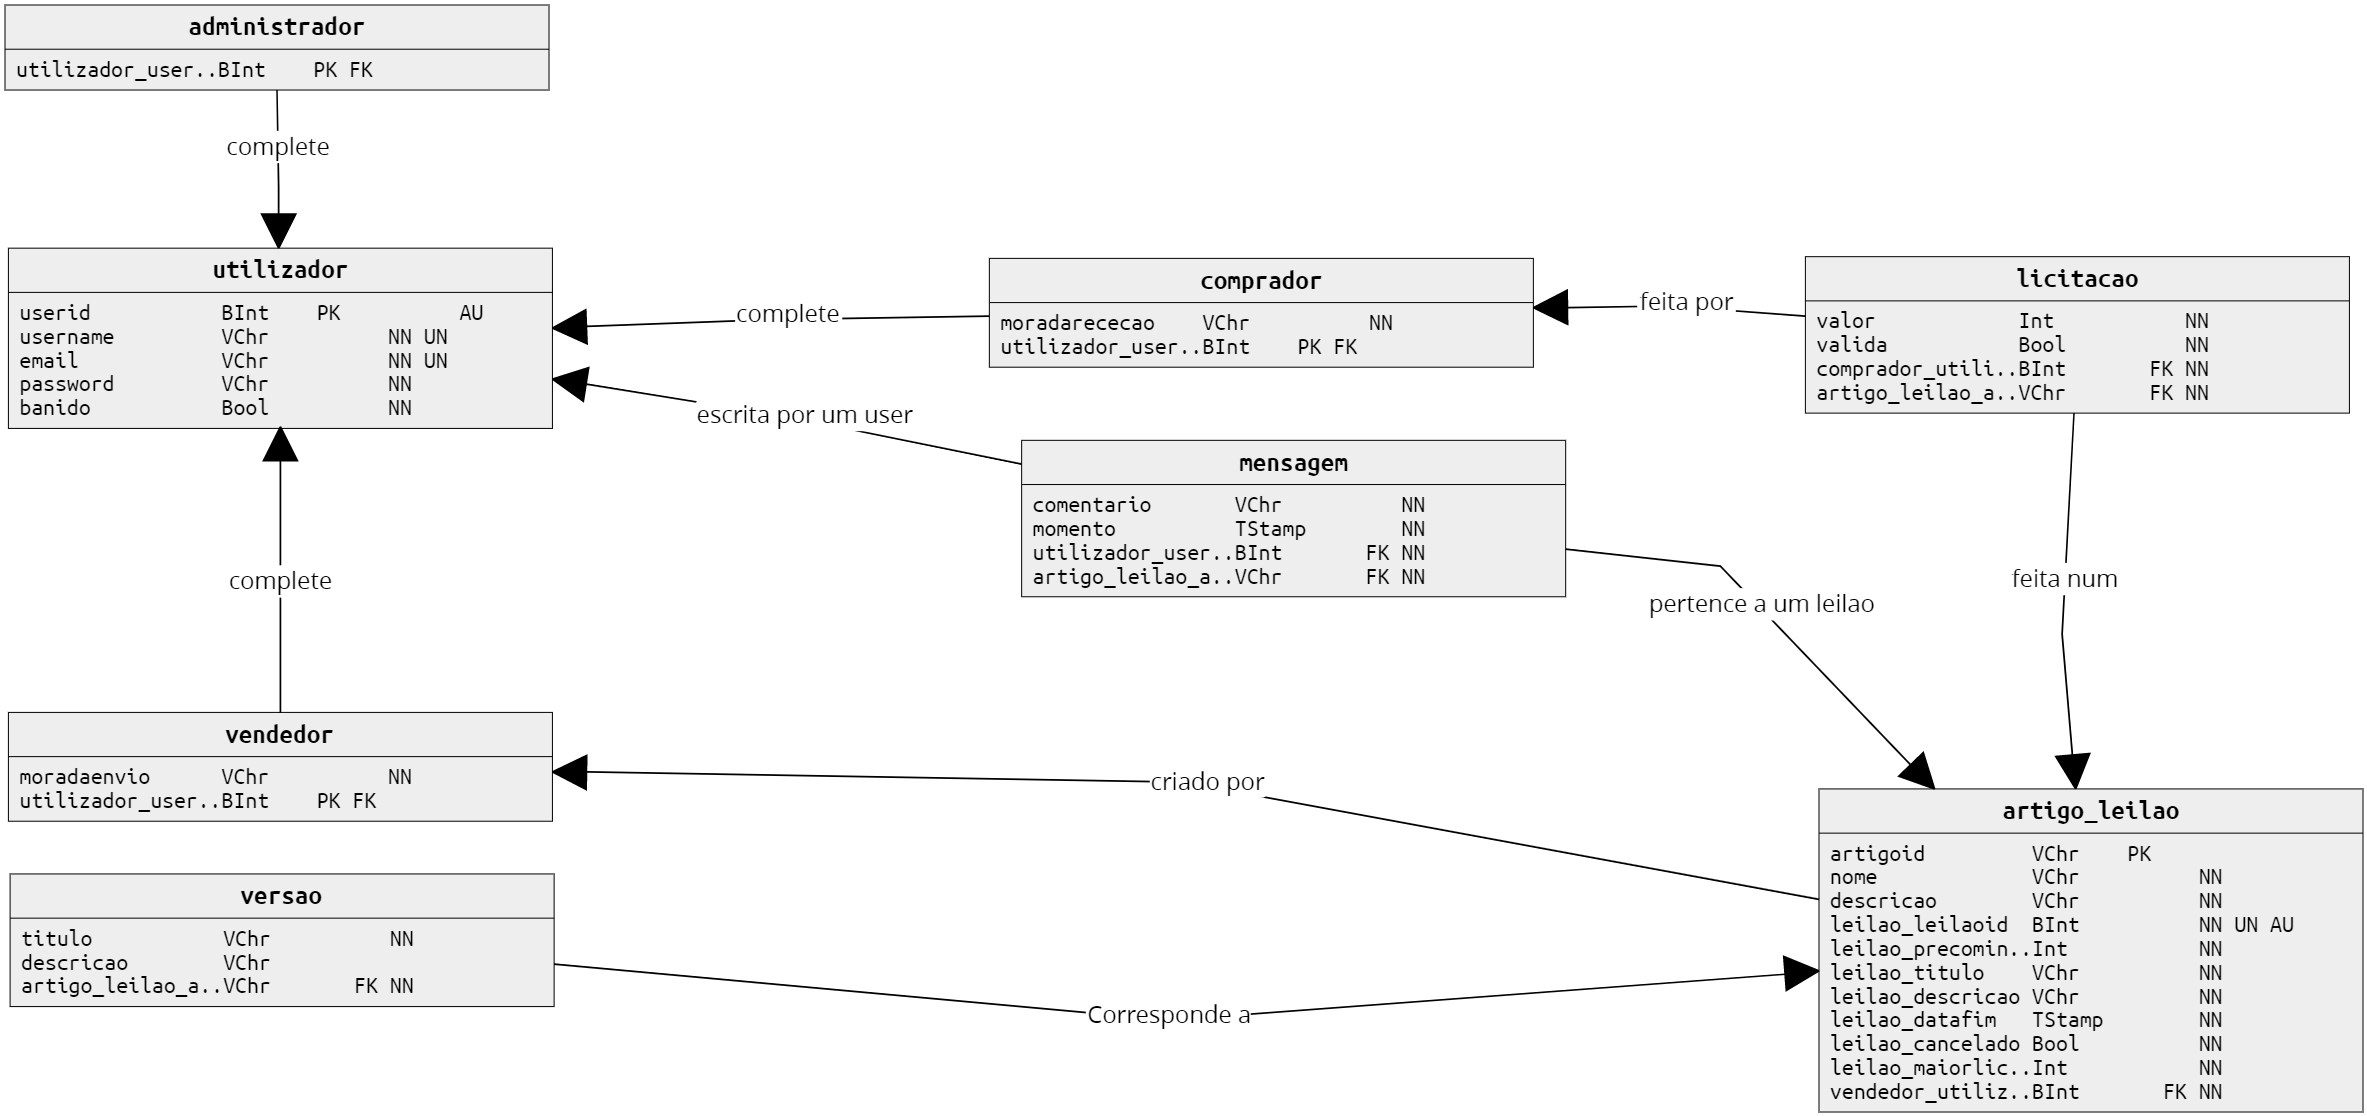 administrador
utilizador_user..BInt PK FK
complete
utilizador
userid BInt PK AU
username VChr NN UN
email VChr NN UN
password VChr NN
banido Bool NN
complete
comprador
moradarececao VChr NN
utilizador_user..BInt PK FK
feita por
licitacao
valor Int NN
valida Bool NN
comprador_utili..BInt FK NN
artigo_leilao_a..VChr FK NN
escrita por um user
mensagem
comentario VChr NN
momento TStamp NN
utilizador_user..BInt FK NN
artigo_leilao_a..VChr FK NN
complete
feita num
pertence a um leilao
vendedor
moradaenvio VChr NN
utilizador_user..BInt PK FK
criado por
versao
titulo VChr NN
descricao VChr
artigo_leilao_a..VChr FK NN
Corresponde a
artigo_leilao
artigoid VChr PK
nome VChr NN
descricao VChr NN
leilao_leilaoid BInt NN UN AU
leilao_precomin..Int NN
leilao_titulo VChr NN
leilao_descricao VChr NN
leilao_datafim TStamp NN
leilao_cancelado Bool NN
leilao_maiorlic..Int NN
vendedor_utiliz..BInt FK NN